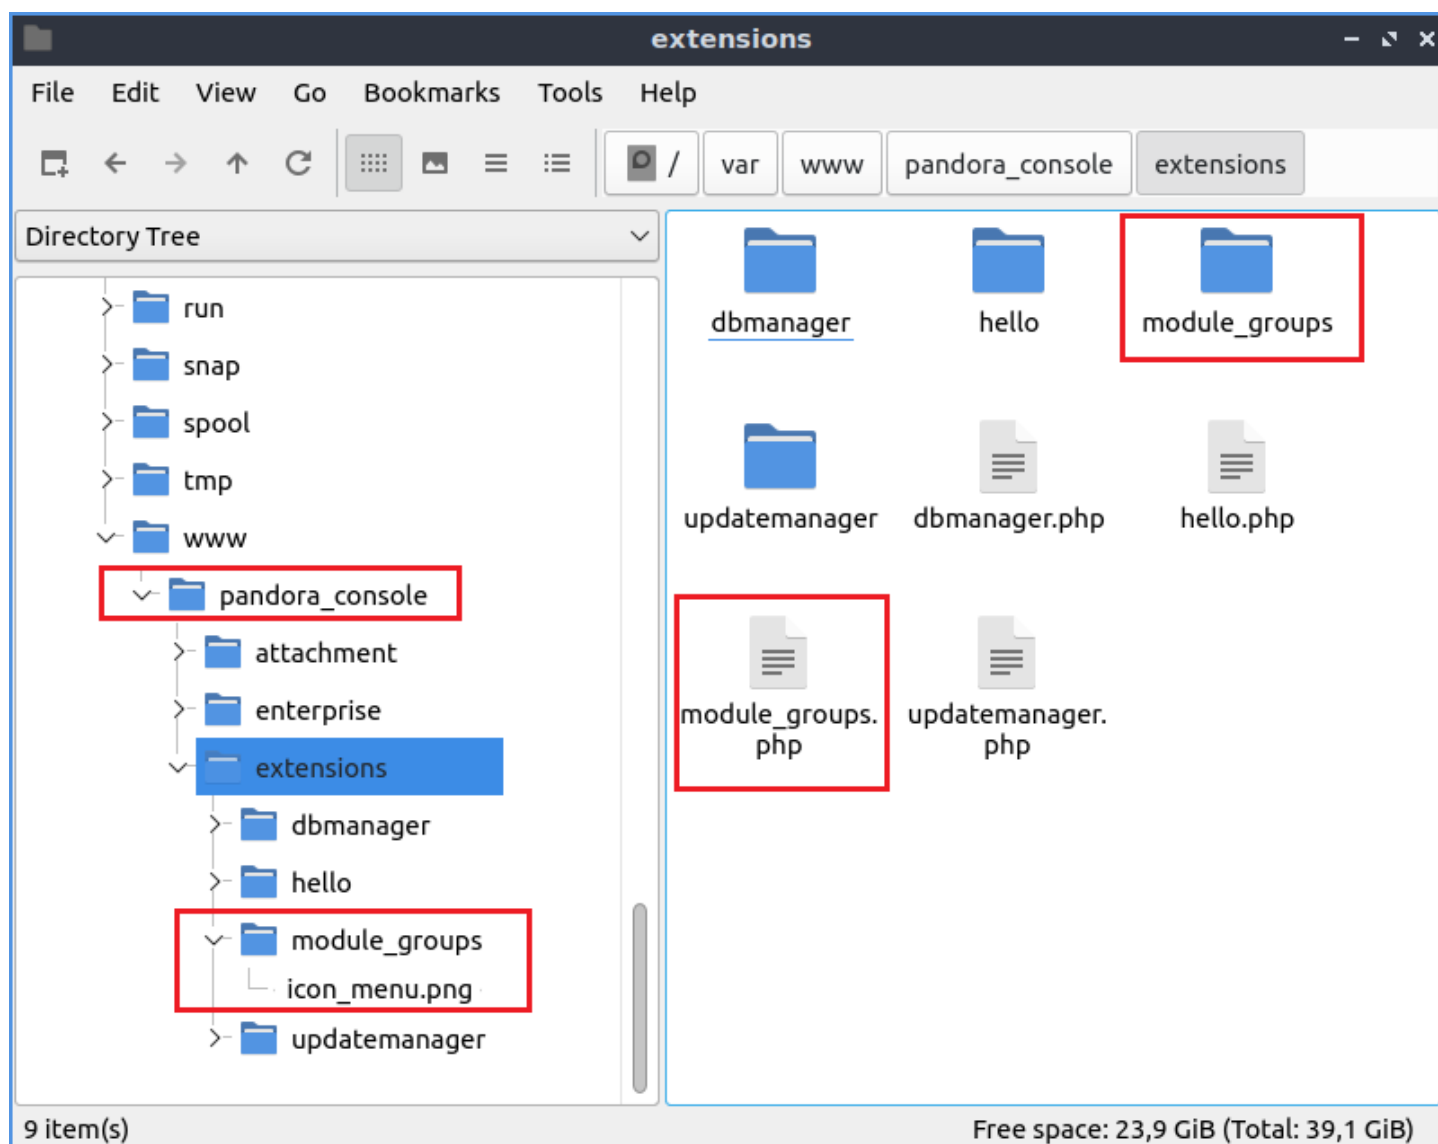 extensions
File Edit View Go Bookmarks Tools Help
/ var www pandora_console extensions
Directory Tree
run
snap
spool
tmp
www
pandora_console
attachment
enterprise
extensions
dbmanager
hello
module_groups
icon_menu.png
updatemanager
dbmanager hello module_groups
updatemanager dbmanager.php hello.php
module_groups.
php
updatemanager.
php
9 item(s) Free space: 23,9 GiB (Total: 39,1 GiB)